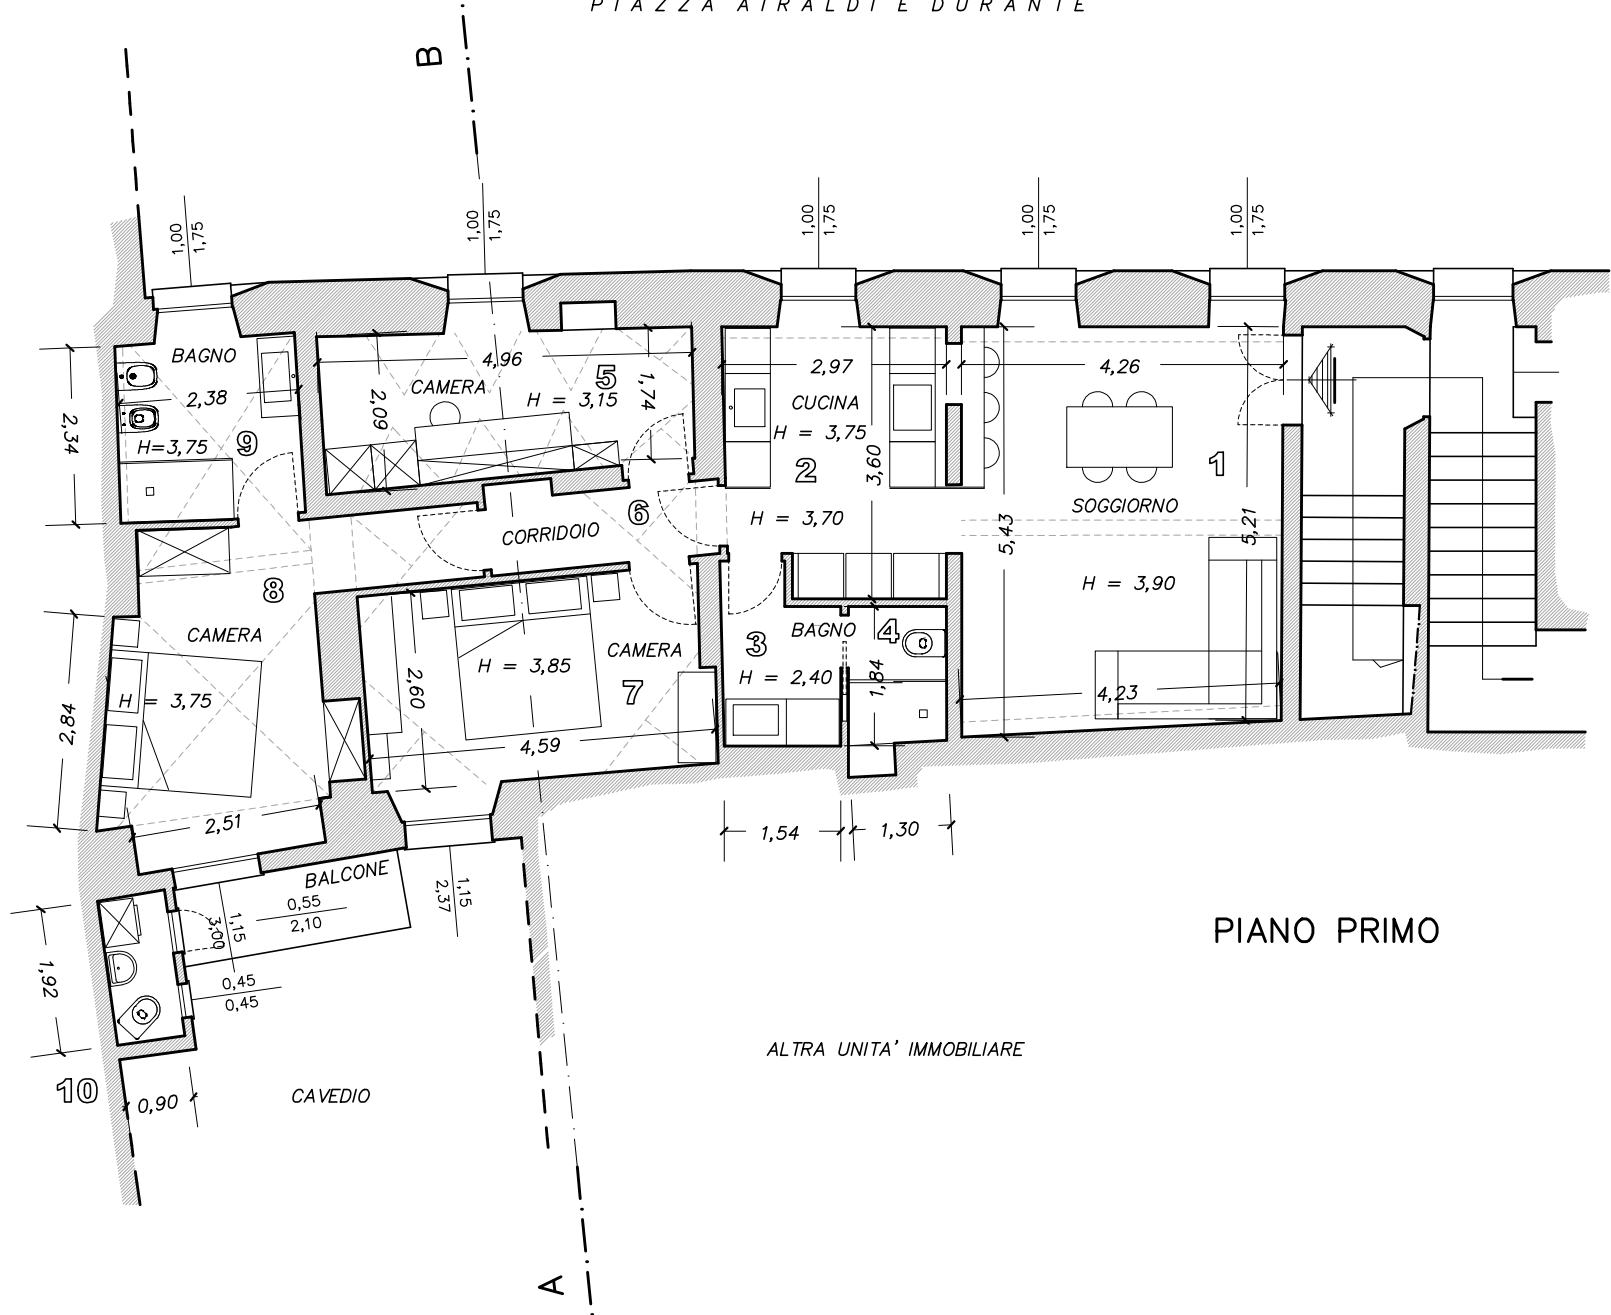 PIAZZA AIRALDI E DURANTE
B
1,00
1,75
1,00
1,75
1,00
1,75
1,00
1,75
1,00
1,75
BAGNO
2,38
2,34
H=3,75
9
4,96
CAMERA
5
H = 3,15
2,09
1,74
2,97
CUCINA
H = 3,75
2
3,60
H = 3,70
4,26
1
SOGGIORNO
5,43
5,21
H = 3,90
4,23
6
CORRIDOIO
8
CAMERA
H = 3,75
2,84
2,51
CAMERA
H = 3,85
7
2,60
4,59
3
BAGNO
4
H = 2,40
1,84
1,54
1,30
BALCONE
0,55
2,10
1,15
3,00
1,15
2,37
0,45
0,45
1,92
10
0,90
CAVEDIO
PIANO PRIMO
ALTRA UNITA' IMMOBILIARE
A